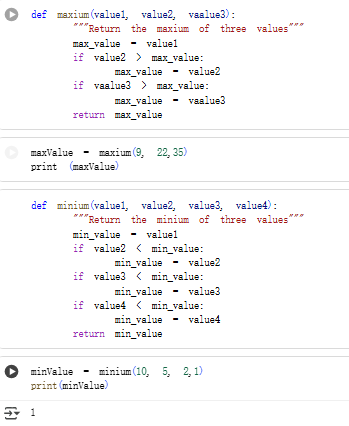 def maxium(value1, value2, vaalue3):
"""Return the maxium of three values"""
max_value = value1
if value2 > max_value:
max_value = value2
if vaalue3 > max_value:
max_value = vaalue3
return max_value
maxValue = maxium(9, 22,35)
print (maxValue)
def minium(value1, value2, value3, value4):
"""Return the minium of three values"""
min_value = value1
if value2 < min_value:
min_value = value2
if value3 < min_value:
min_value = value3
if value4 < min_value:
min_value = value4
return min_value
minValue = minium(10, 5, 2,1)
print(minValue)
1